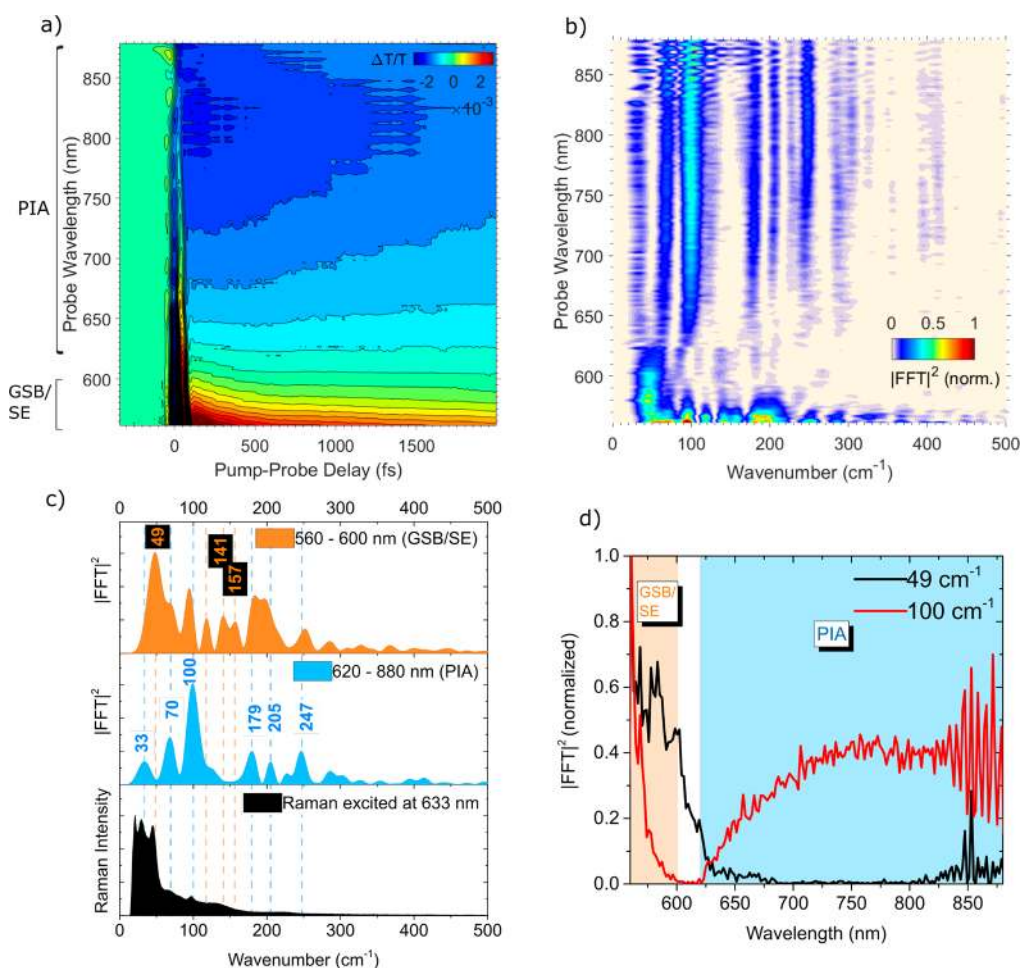 a)
PIA
GSB/
SE
Probe Wavelength (nm)
850
800
750
700
650
600
ΔT/T
-2 0 2
×10⁻³
0 500 1000 1500
Pump-Probe Delay (fs)
b)
Probe Wavelength (nm)
850
800
750
700
650
600
0 0.5 1
|FFT|² (norm.)
0 100 200 300 400 500
Wavenumber (cm⁻¹)
c)
0 100 200 300 400 500
|FFT|²
49
141
157
560 - 600 nm (GSB/SE)
|FFT|²
33
70
100
179
205
247
620 - 880 nm (PIA)
Raman Intensity
Raman excited at 633 nm
0 100 200 300 400 500
Wavenumber (cm⁻¹)
d)
|FFT|² (normalized)
1.0
0.8
0.6
0.4
0.2
0.0
GSB/
SE
PIA
49 cm⁻¹
100 cm⁻¹
600 650 700 750 800 850
Wavelength (nm)